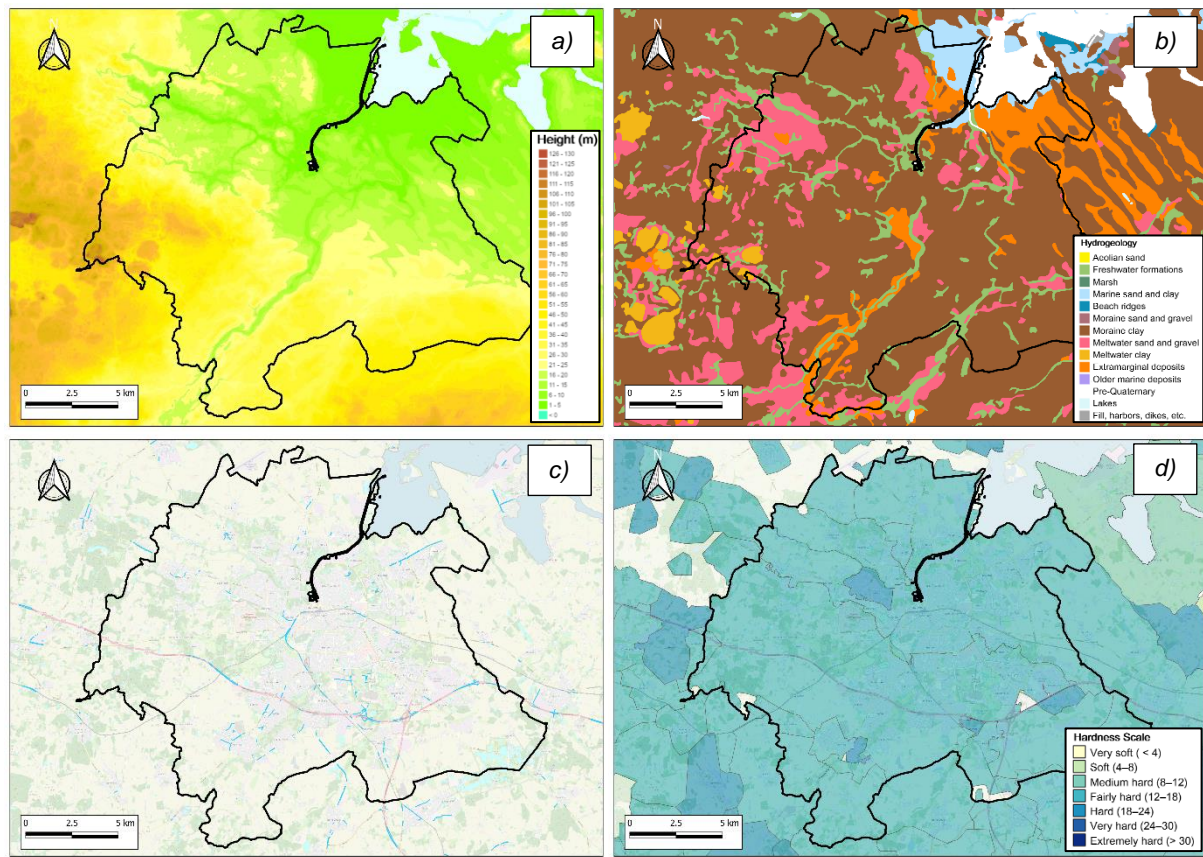 N
a)
Height (m)
126 - 130
121 - 125
116 - 120
111 - 115
106 - 110
101 - 105
96 - 100
91 - 95
86 - 90
81 - 85
76 - 80
71 - 75
66 - 70
61 - 65
56 - 60
51 - 55
46 - 50
41 - 45
36 - 40
31 - 35
26 - 30
21 - 25
16 - 20
11 - 15
6 - 10
1 - 5
< 0
0 2.5 5 km
N
b)
Hydrogeology
Aeolian sand
Freshwater formations
Marsh
Marine sand and clay
Beach ridges
Moraine sand and gravel
Moraine clay
Meltwater sand and gravel
Meltwater clay
Extramarginal deposits
Older marine deposits
Pre-Quaternary
Lakes
Fill, harbors, dikes, etc.
0 2.5 5 km
N
c)
0 2.5 5 km
N
d)
Hardness Scale
Very soft ( < 4)
Soft (4–8)
Medium hard (8–12)
Fairly hard (12–18)
Hard (18–24)
Very hard (24–30)
Extremely hard (> 30)
0 2.5 5 km